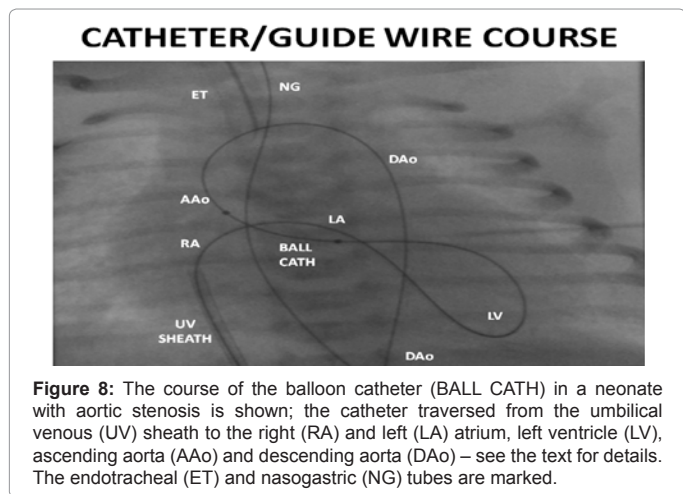 CATHETER/GUIDE WIRE COURSE
ET
NG
DAo
AAo
LA
RA
BALL
CATH
UV
SHEATH
LV
DAo
Figure 8: The course of the balloon catheter (BALL CATH) in a neonate
with aortic stenosis is shown; the catheter traversed from the umbilical
venous (UV) sheath to the right (RA) and left (LA) atrium, left ventricle (LV),
ascending aorta (AAo) and descending aorta (DAo) – see the text for details.
The endotracheal (ET) and nasogastric (NG) tubes are marked.